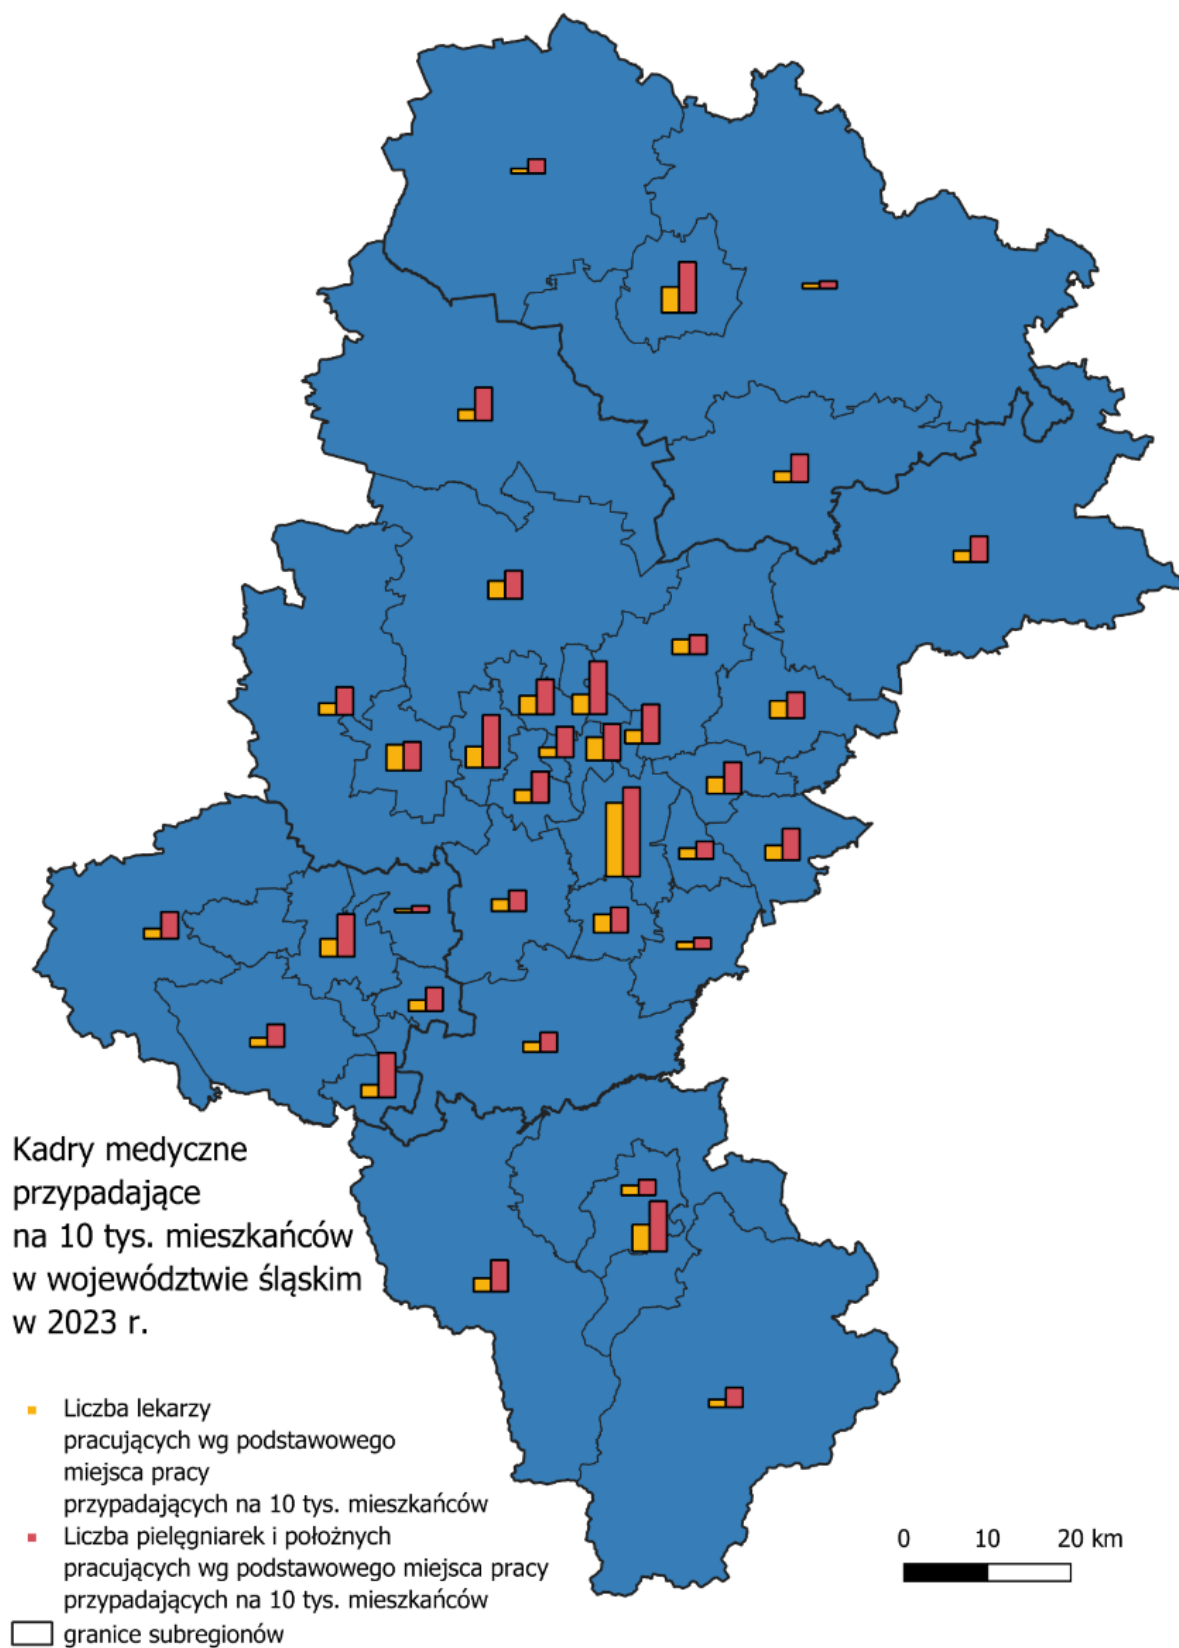 Kadry medyczne
przypadające
na 10 tys. mieszkańców
w województwie śląskim
w 2023 r.
Liczba lekarzy
pracujących wg podstawowego
miejsca pracy
przypadających na 10 tys. mieszkańców
Liczba pielęgniarek i położnych
pracujących wg podstawowego miejsca pracy
przypadających na 10 tys. mieszkańców
granice subregionów
0 10 20 km